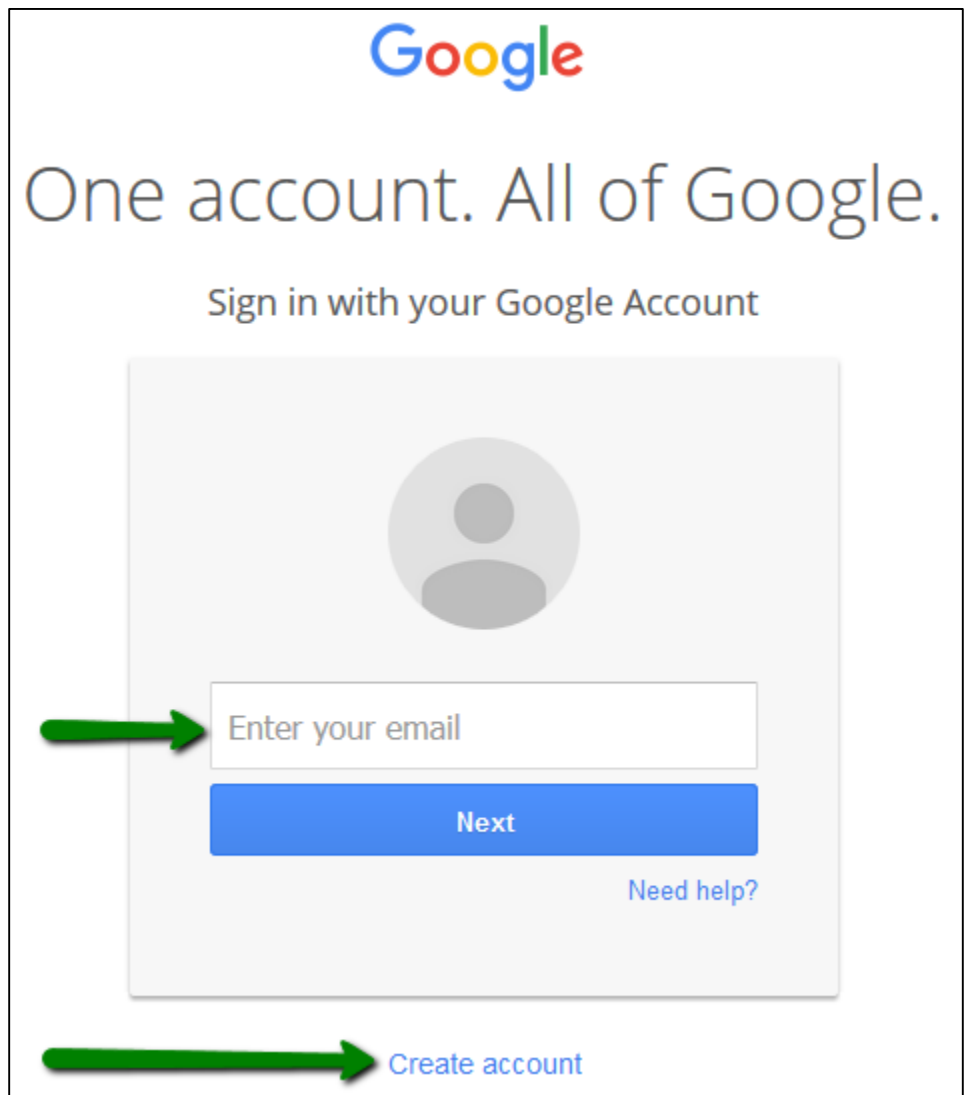 Google
One account. All of Google.
Sign in with your Google Account
Enter your email
Next
Need help?
Create account